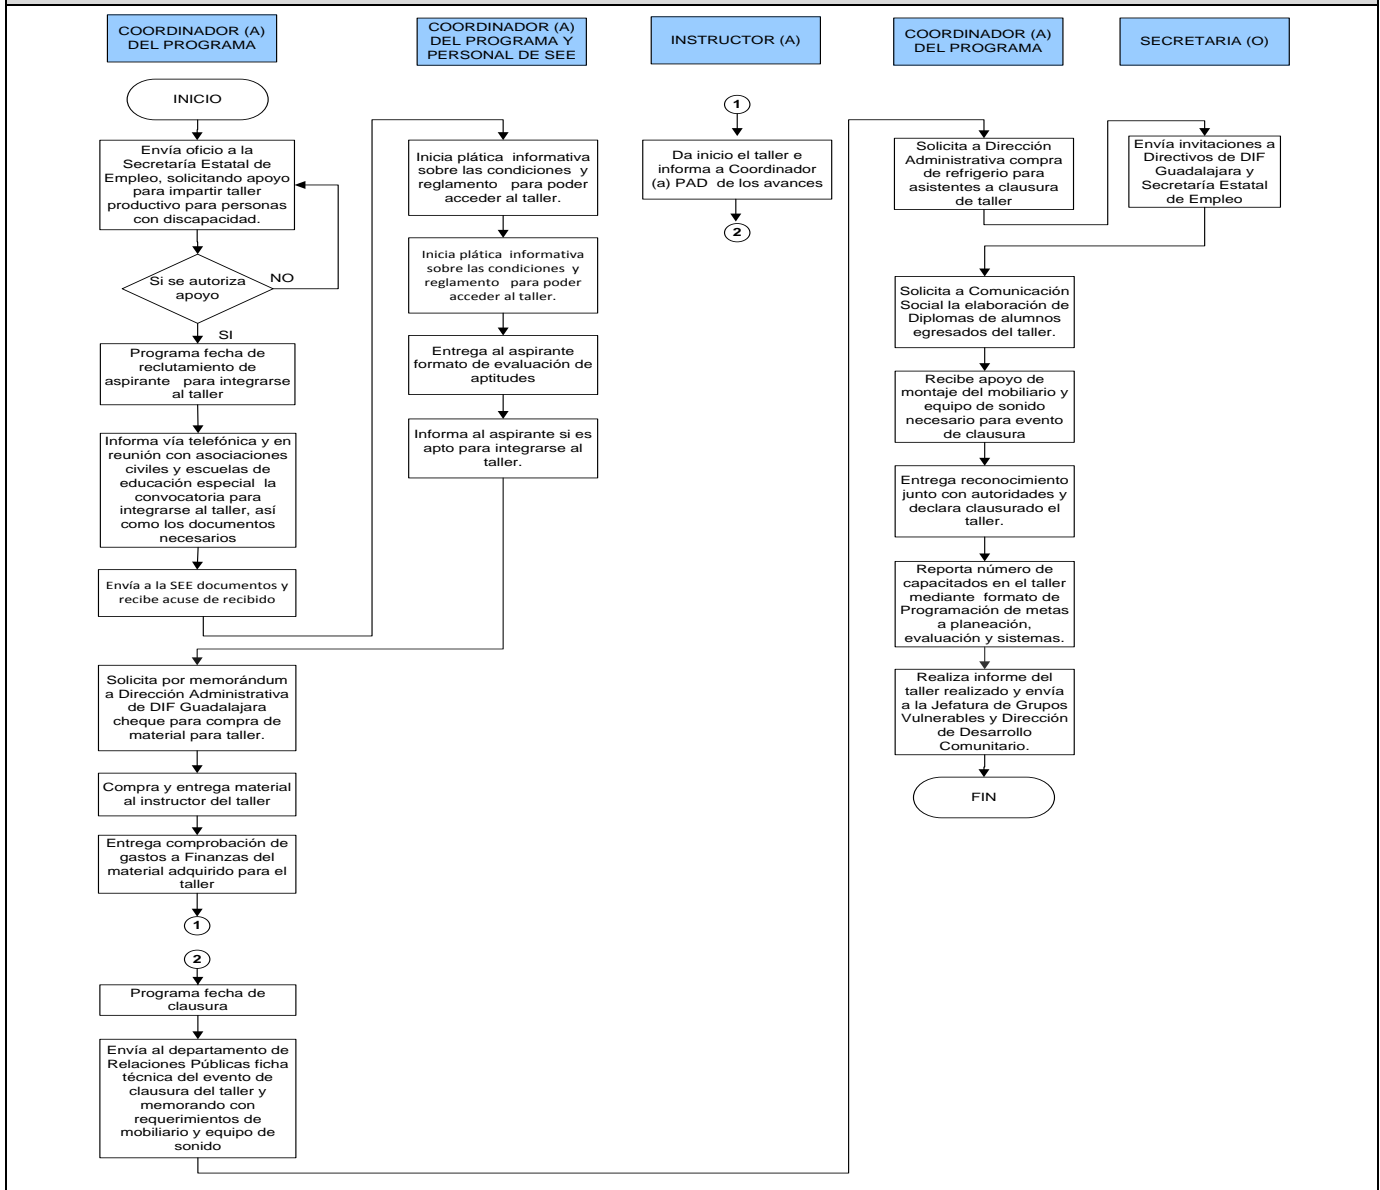 COORDINADOR (A)
DEL PROGRAMA
COORDINADOR (A)
DEL PROGRAMA Y
PERSONAL DE SEE
INSTRUCTOR (A)
COORDINADOR (A)
DEL PROGRAMA
SECRETARIA (O)
INICIO
Envía oficio a la
Secretaría Estatal de
Empleo, solicitando apoyo
para impartir taller
productivo para personas
con discapacidad.
Si se autoriza
apoyo
NO
SI
Programa fecha de
reclutamiento de
aspirante para integrarse
al taller
Informa vía telefónica y en
reunión con asociaciones
civiles y escuelas de
educación especial la
convocatoria para
integrarse al taller, así
como los documentos
necesarios
Envía a la SEE documentos y
recibe acuse de recibido
Inicia plática informativa
sobre las condiciones y
reglamento para poder
acceder al taller.
Inicia plática informativa
sobre las condiciones y
reglamento para poder
acceder al taller.
Entrega al aspirante
formato de evaluación de
aptitudes
Informa al aspirante si es
apto para integrarse al
taller.
Solicita por memorándum
a Dirección Administrativa
de DIF Guadalajara
cheque para compra de
material para taller.
Compra y entrega material
al instructor del taller
Entrega comprobación de
gastos a Finanzas del
material adquirido para el
taller
1
1
Da inicio el taller e
informa a Coordinador
(a) PAD de los avances
2
2
Programa fecha de
clausura
Envía al departamento de
Relaciones Públicas ficha
técnica del evento de
clausura del taller y
memorando con
requerimientos de
mobiliario y equipo de
sonido
Solicita a Dirección
Administrativa compra
de refrigerio para
asistentes a clausura
de taller
Envía invitaciones a
Directivos de DIF
Guadalajara y
Secretaría Estatal
de Empleo
Solicita a Comunicación
Social la elaboración de
Diplomas de alumnos
egresados del taller.
Recibe apoyo de
montaje del mobiliario y
equipo de sonido
necesario para evento
de clausura
Entrega reconocimiento
junto con autoridades y
declara clausurado el
taller.
Reporta número de
capacitados en el taller
mediante formato de
Programación de metas
a planeación,
evaluación y sistemas.
Realiza informe del
taller realizado y envía
a la Jefatura de Grupos
Vulnerables y Dirección
de Desarrollo
Comunitario.
FIN